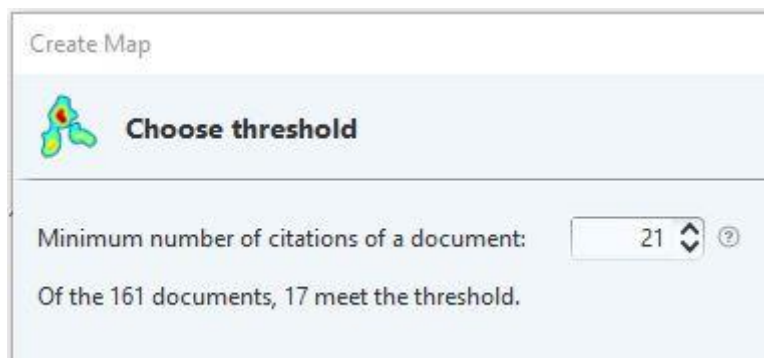 Create Map
Choose threshold
Minimum number of citations of a document: 21
Of the 161 documents, 17 meet the threshold.